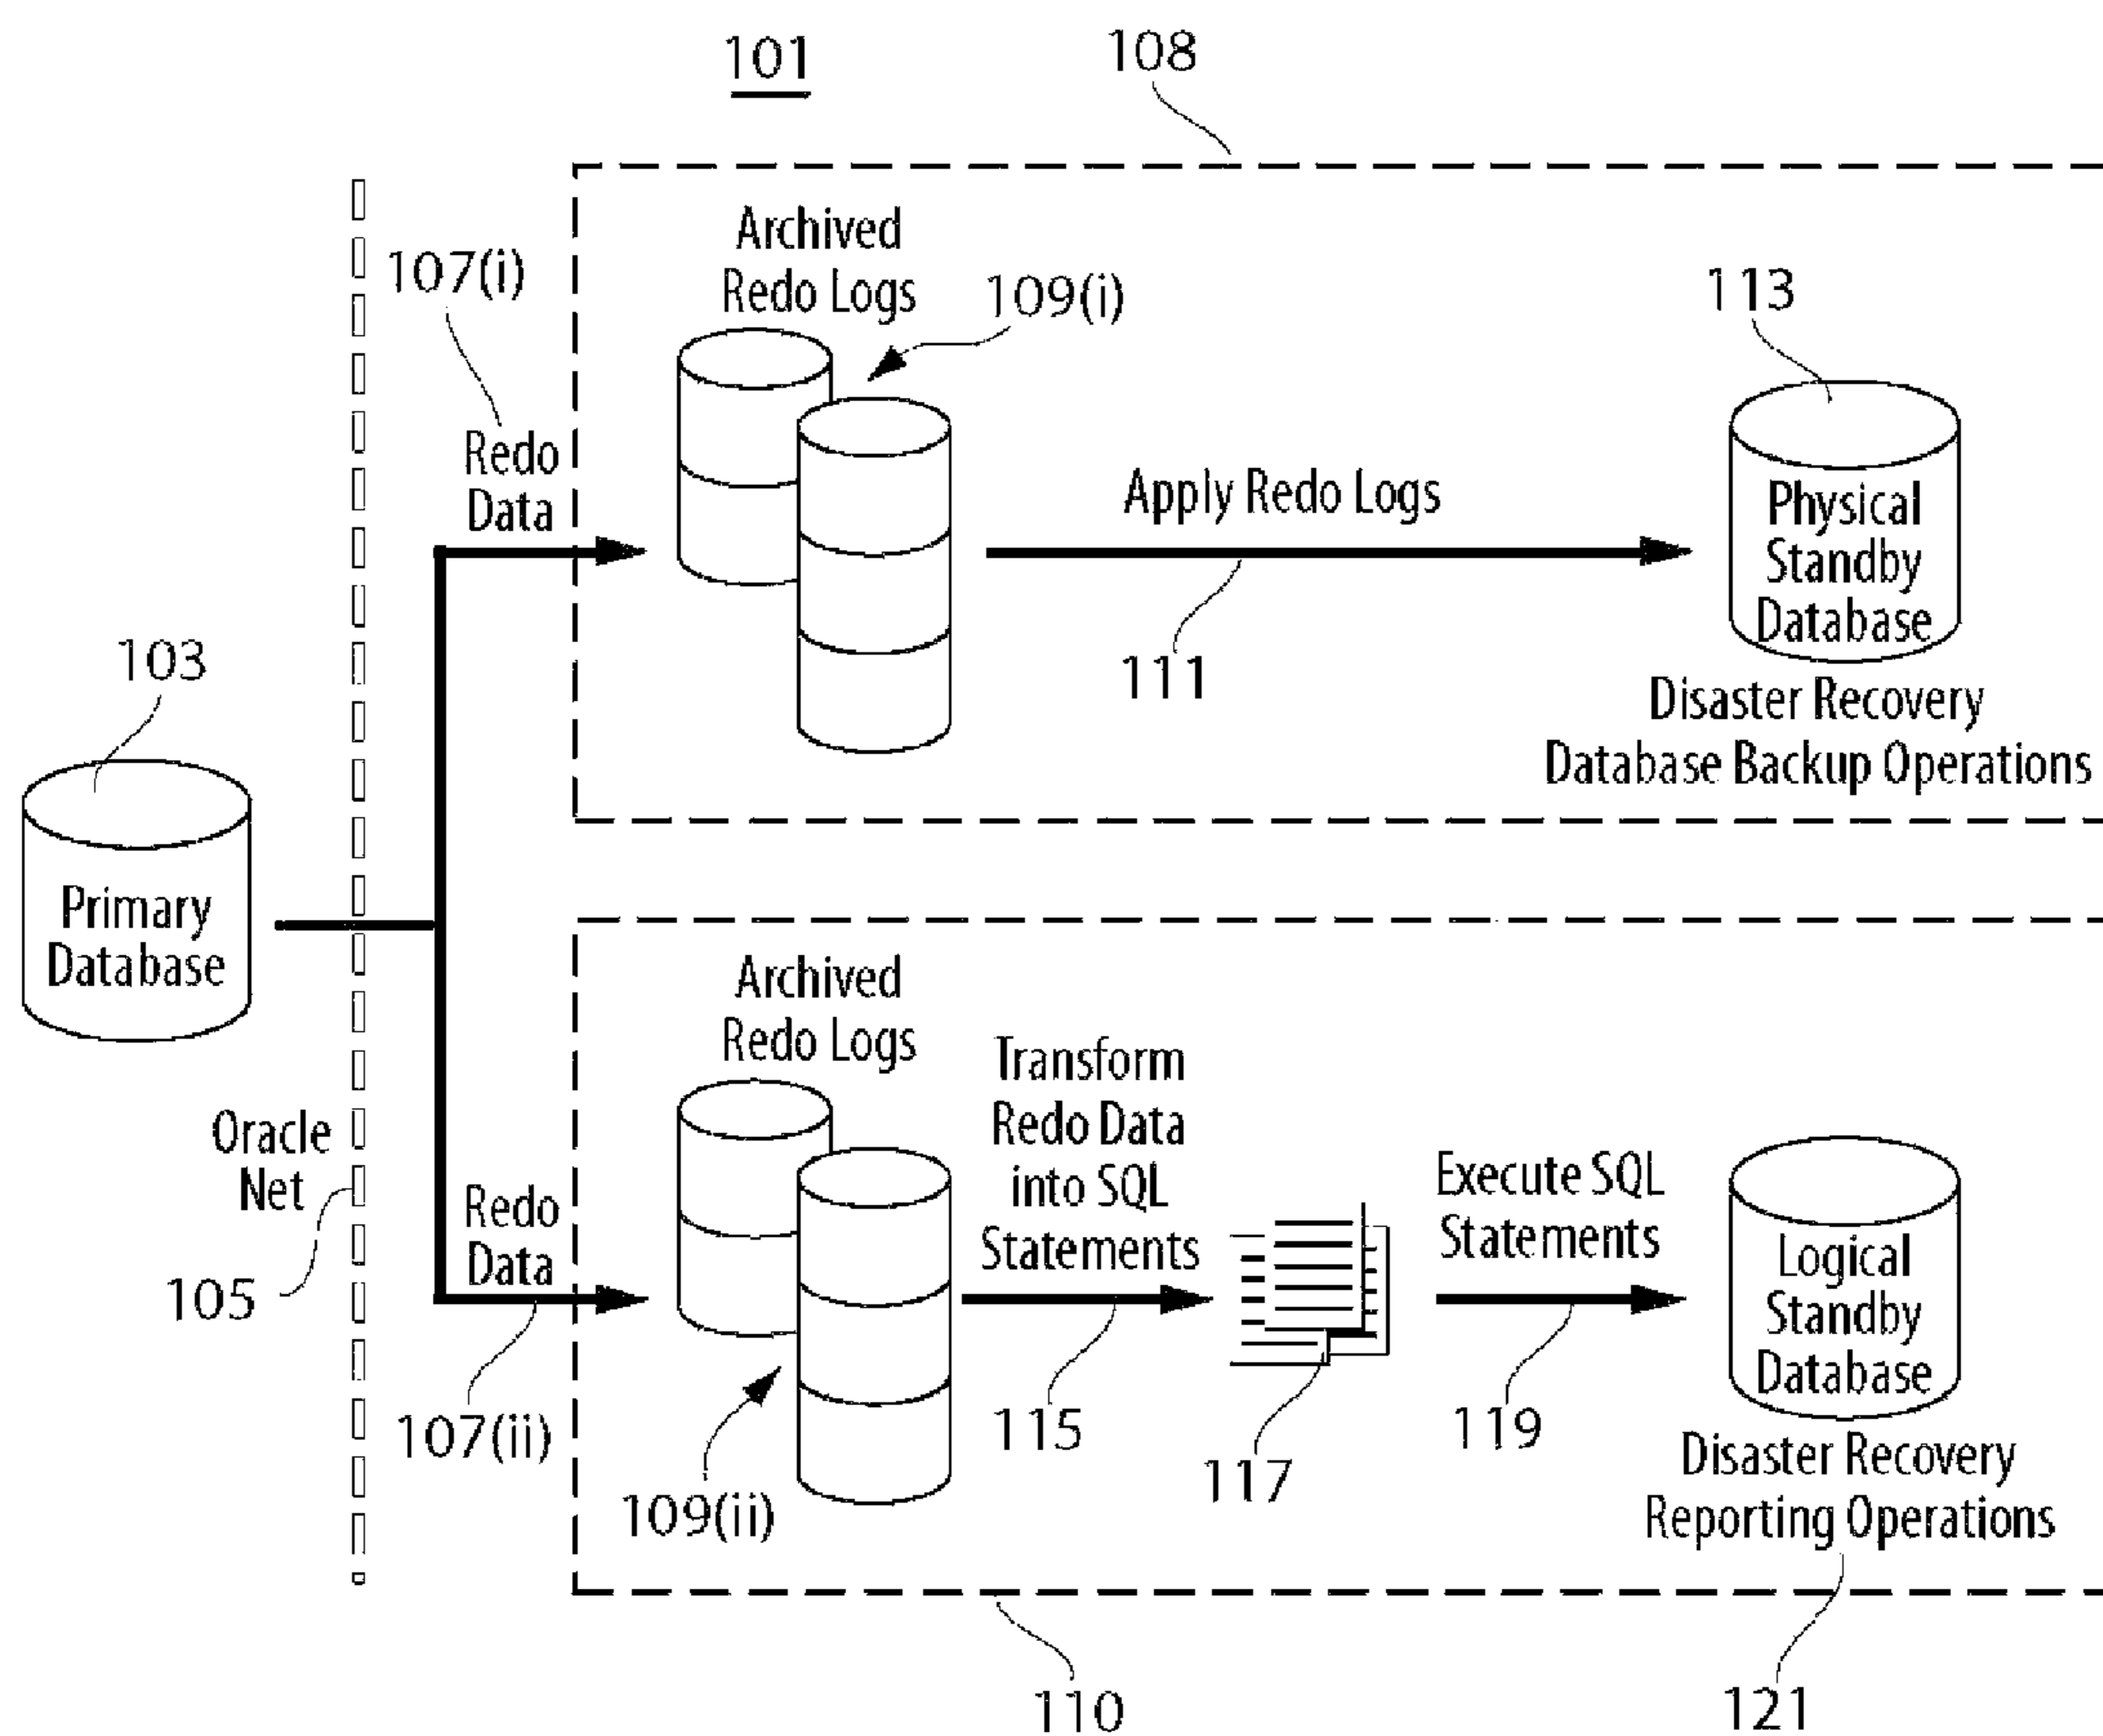 101
108
Archived
Redo Logs
107(i)
109(i)
113
Redo
Data
Apply Redo Logs
Physical
Standby
Database
111
103
Disaster Recovery
Database Backup Operations
Primary
Database
Archived
Redo Logs
Transform
Redo Data
into SQL
Statements
Oracle
Net
Execute SQL
Statements
Redo
Data
Logical
Standby
Database
105
107(ii)
115
119
117
109(ii)
Disaster Recovery
Reporting Operations
110
121